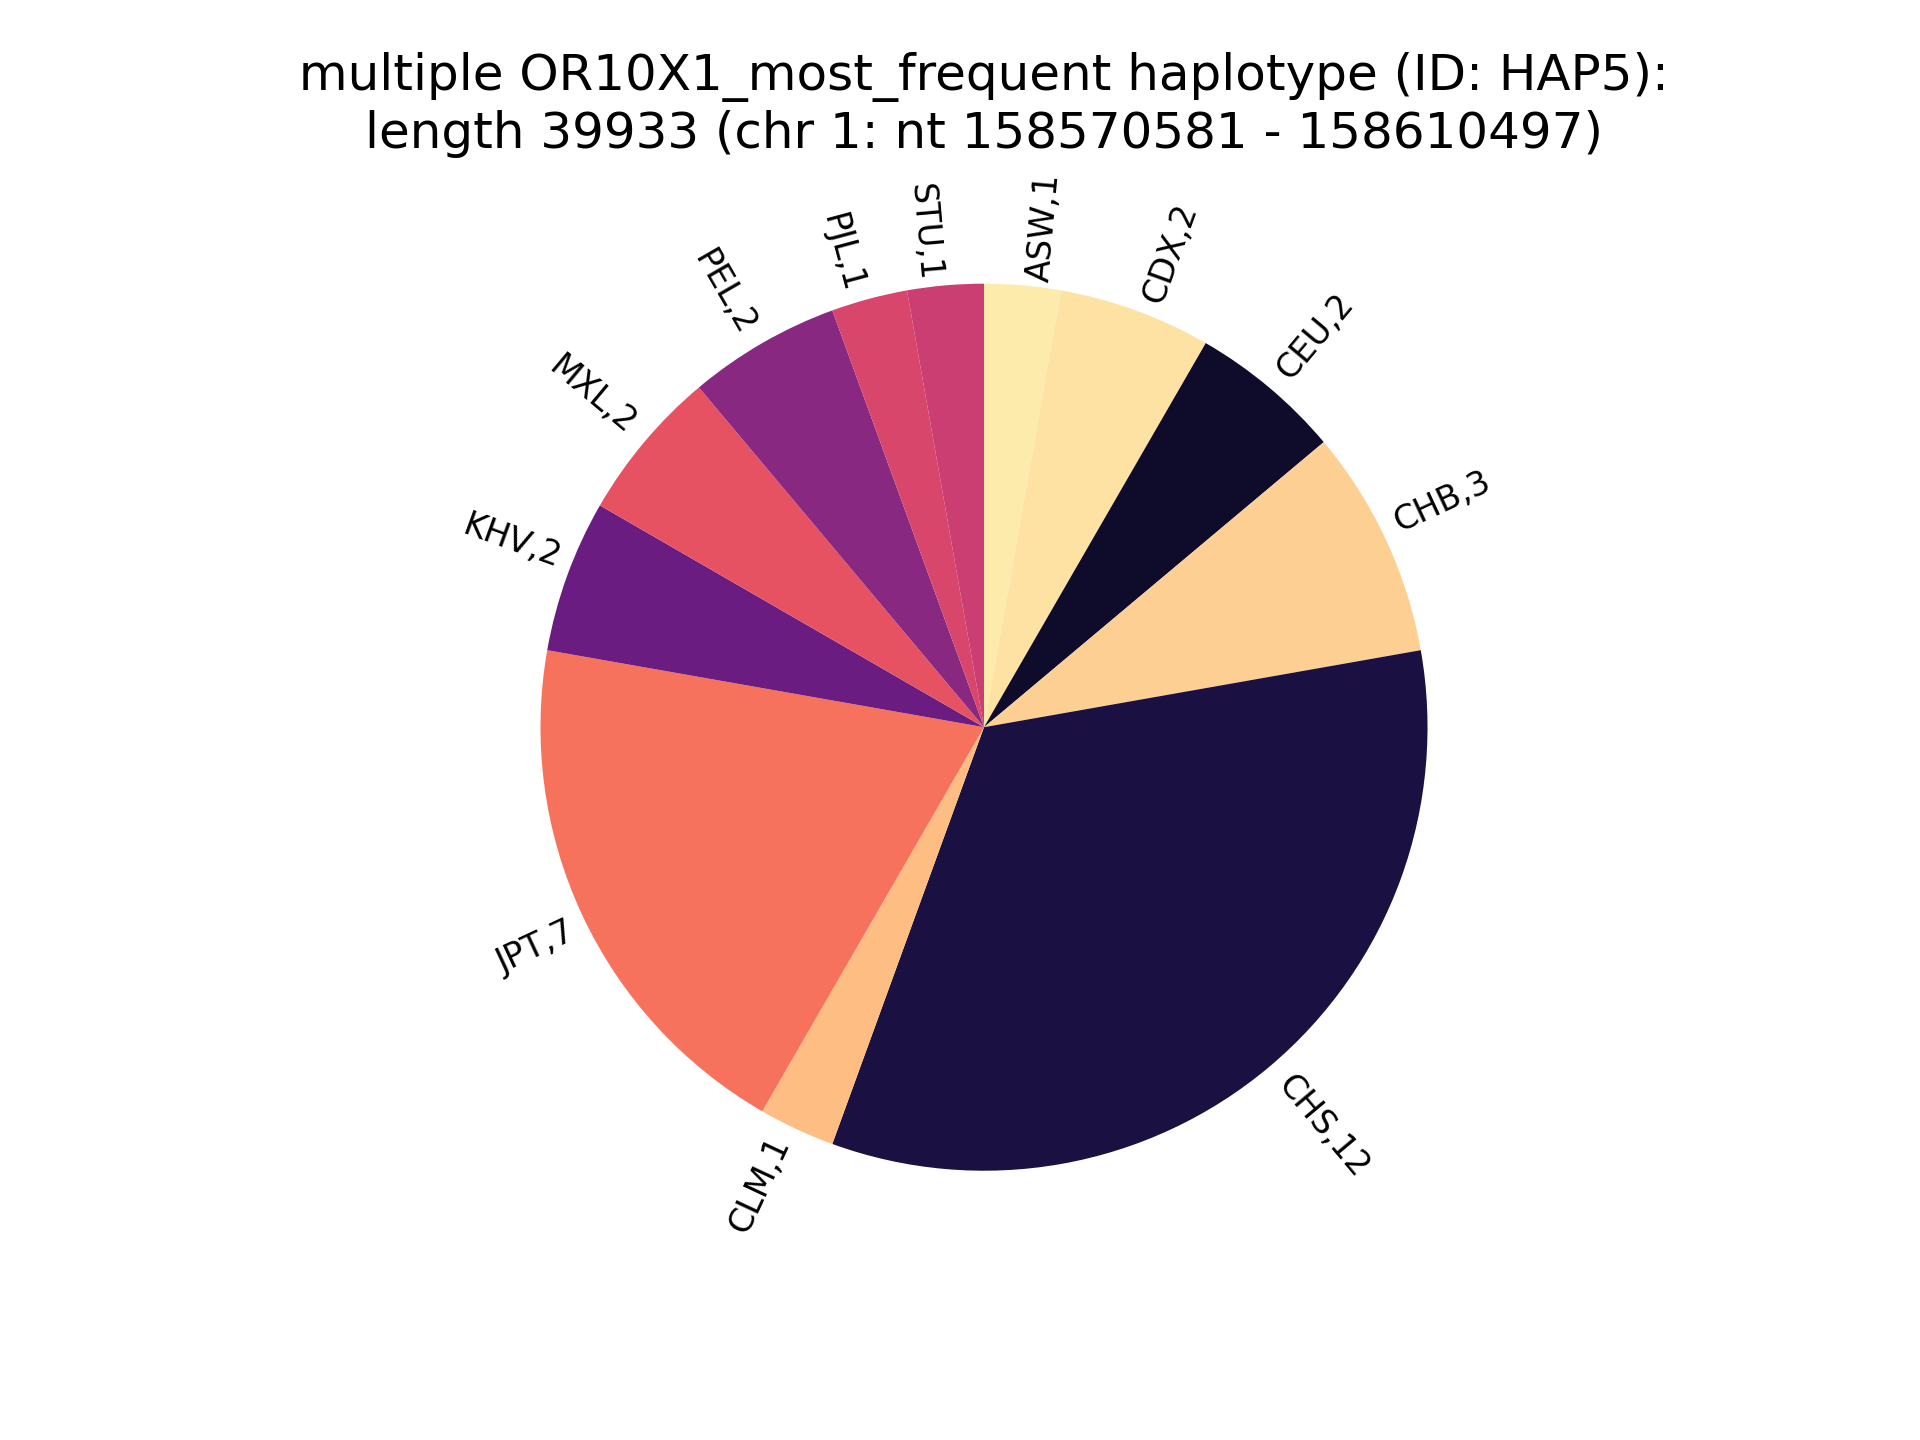 multiple OR10X1_most_frequent haplotype (ID: HAP5):
length 39933 (chr 1: nt 158570581 - 158610497)
ASW,1
CDX,2
CEU,2
CHB,3
CHS,12
CLM,1
JPT,7
KHV,2
MXL,2
PEL,2
PJL,1
STU,1